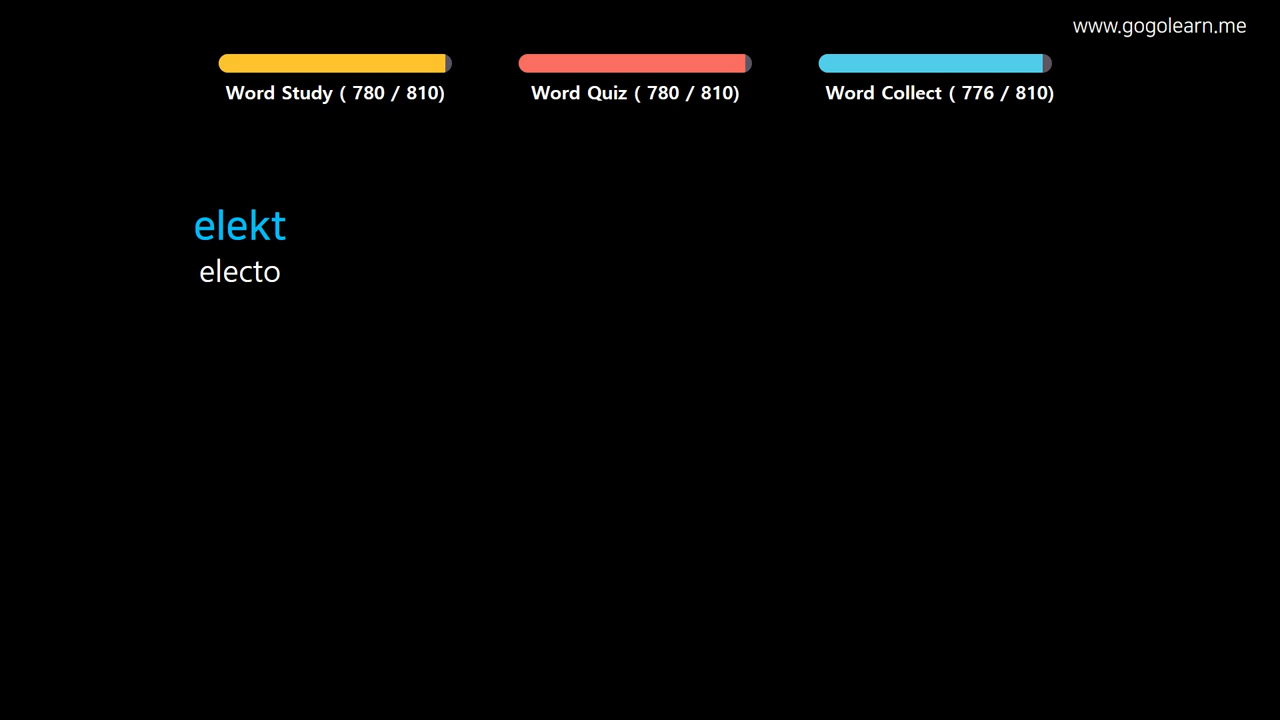 www.gogolearn.me
Word Study ( 780 / 810)
Word Quiz ( 780 / 810)
Word Collect ( 776 / 810)
elekt
electo